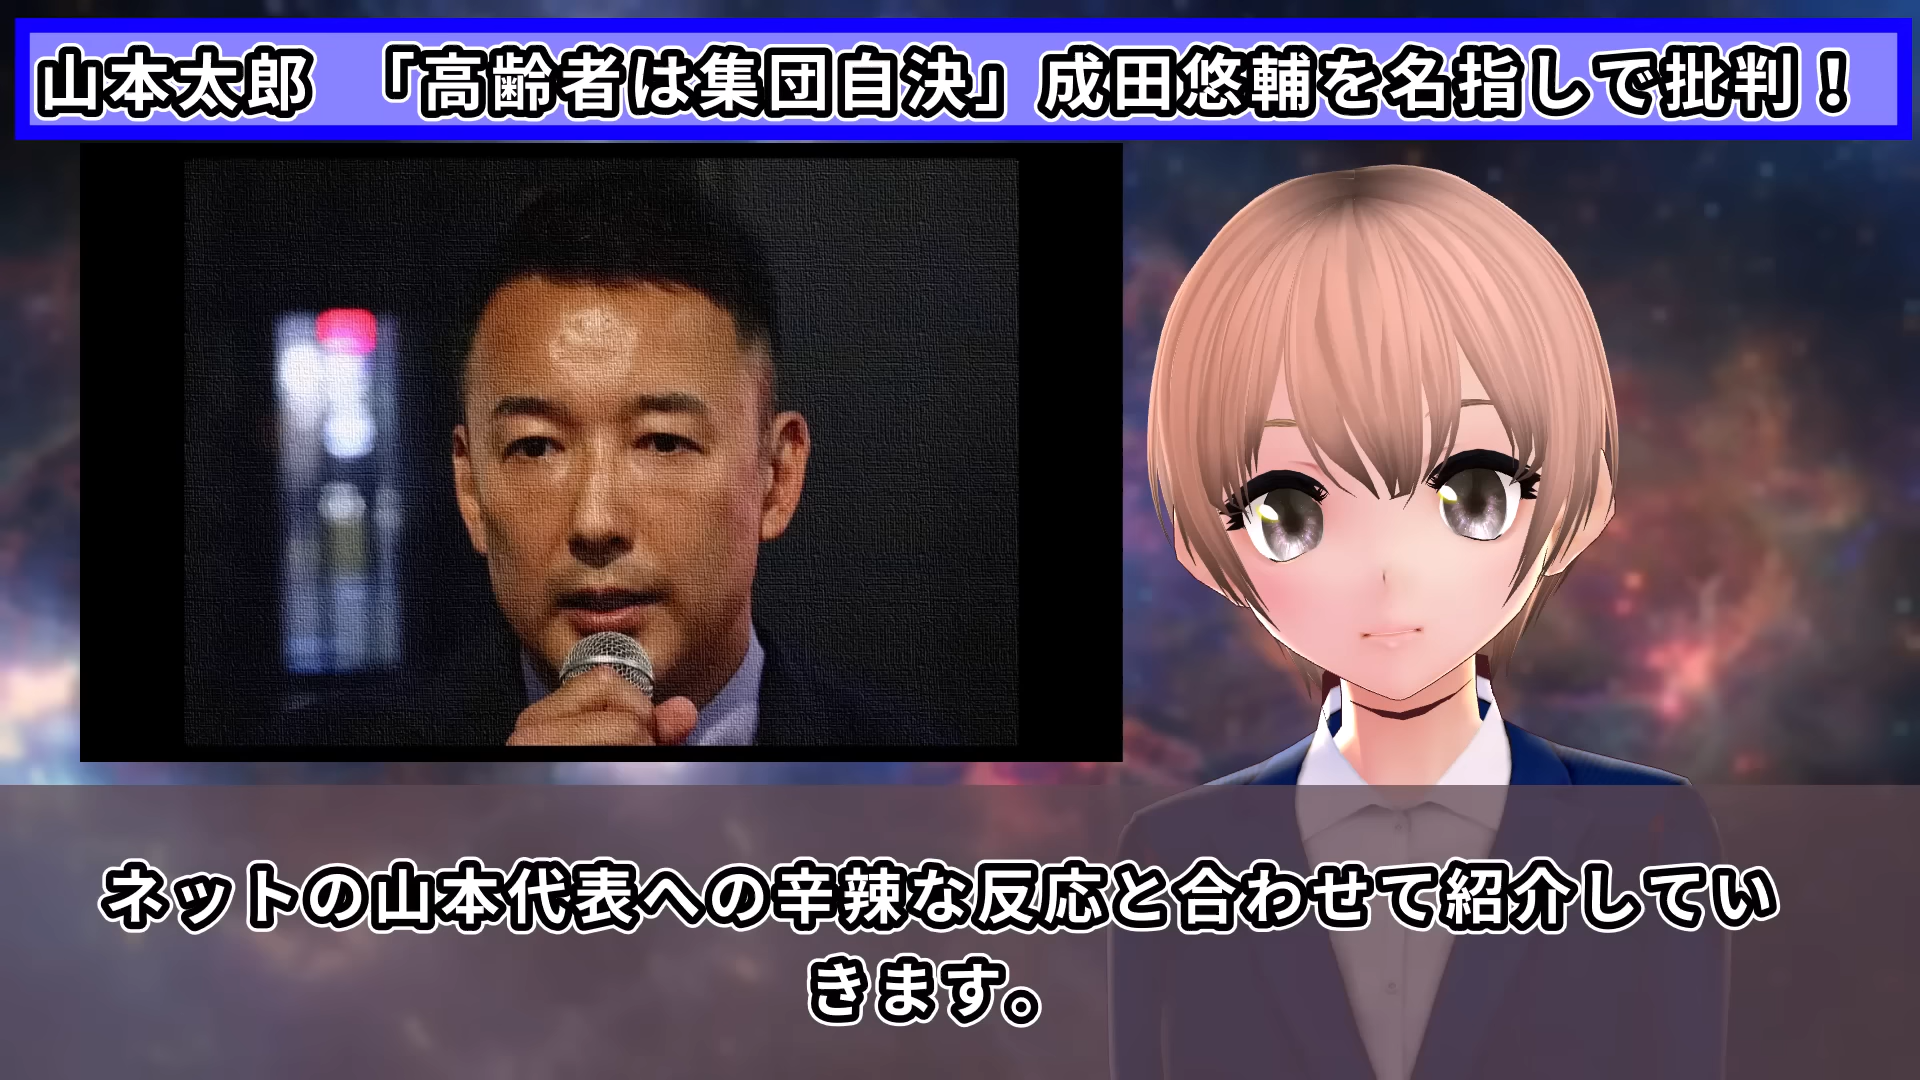 山本太郎　「高齢者は集団自決」成田悠輔を名指しで批判！
ネットの山本代表への辛辣な反応と合わせて紹介してい
きます。